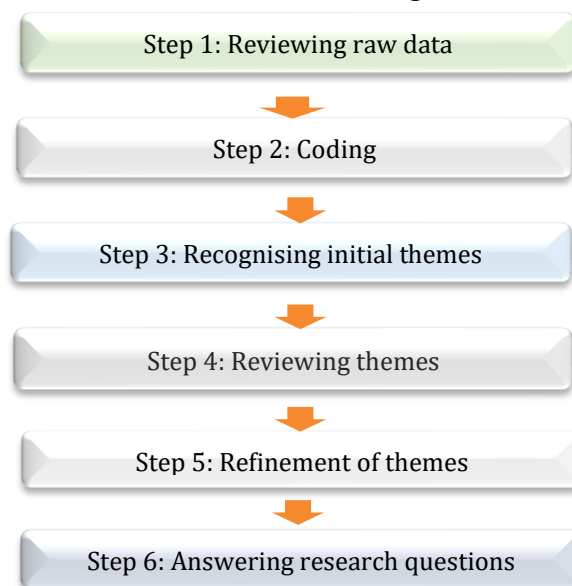 Step 1: Reviewing raw data
Step 2: Coding
Step 3: Recognising initial themes
Step 4: Reviewing themes
Step 5: Refinement of themes
Step 6: Answering research questions